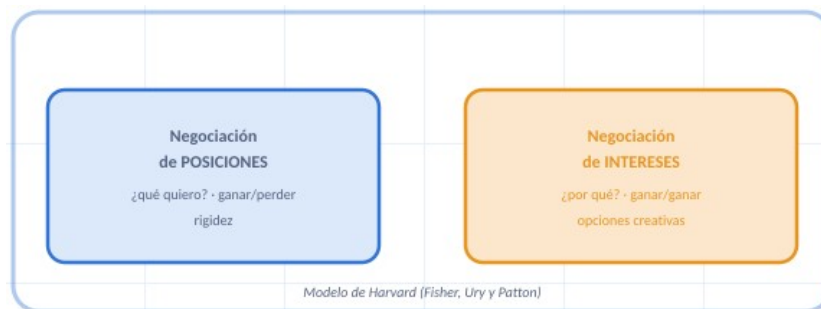 Negociación
de POSICIONES
¿qué quiero? · ganar/perder
rigidez
Negociación
de INTERESES
¿por qué? · ganar/ganar
opciones creativas
Modelo de Harvard (Fisher, Ury y Patton)